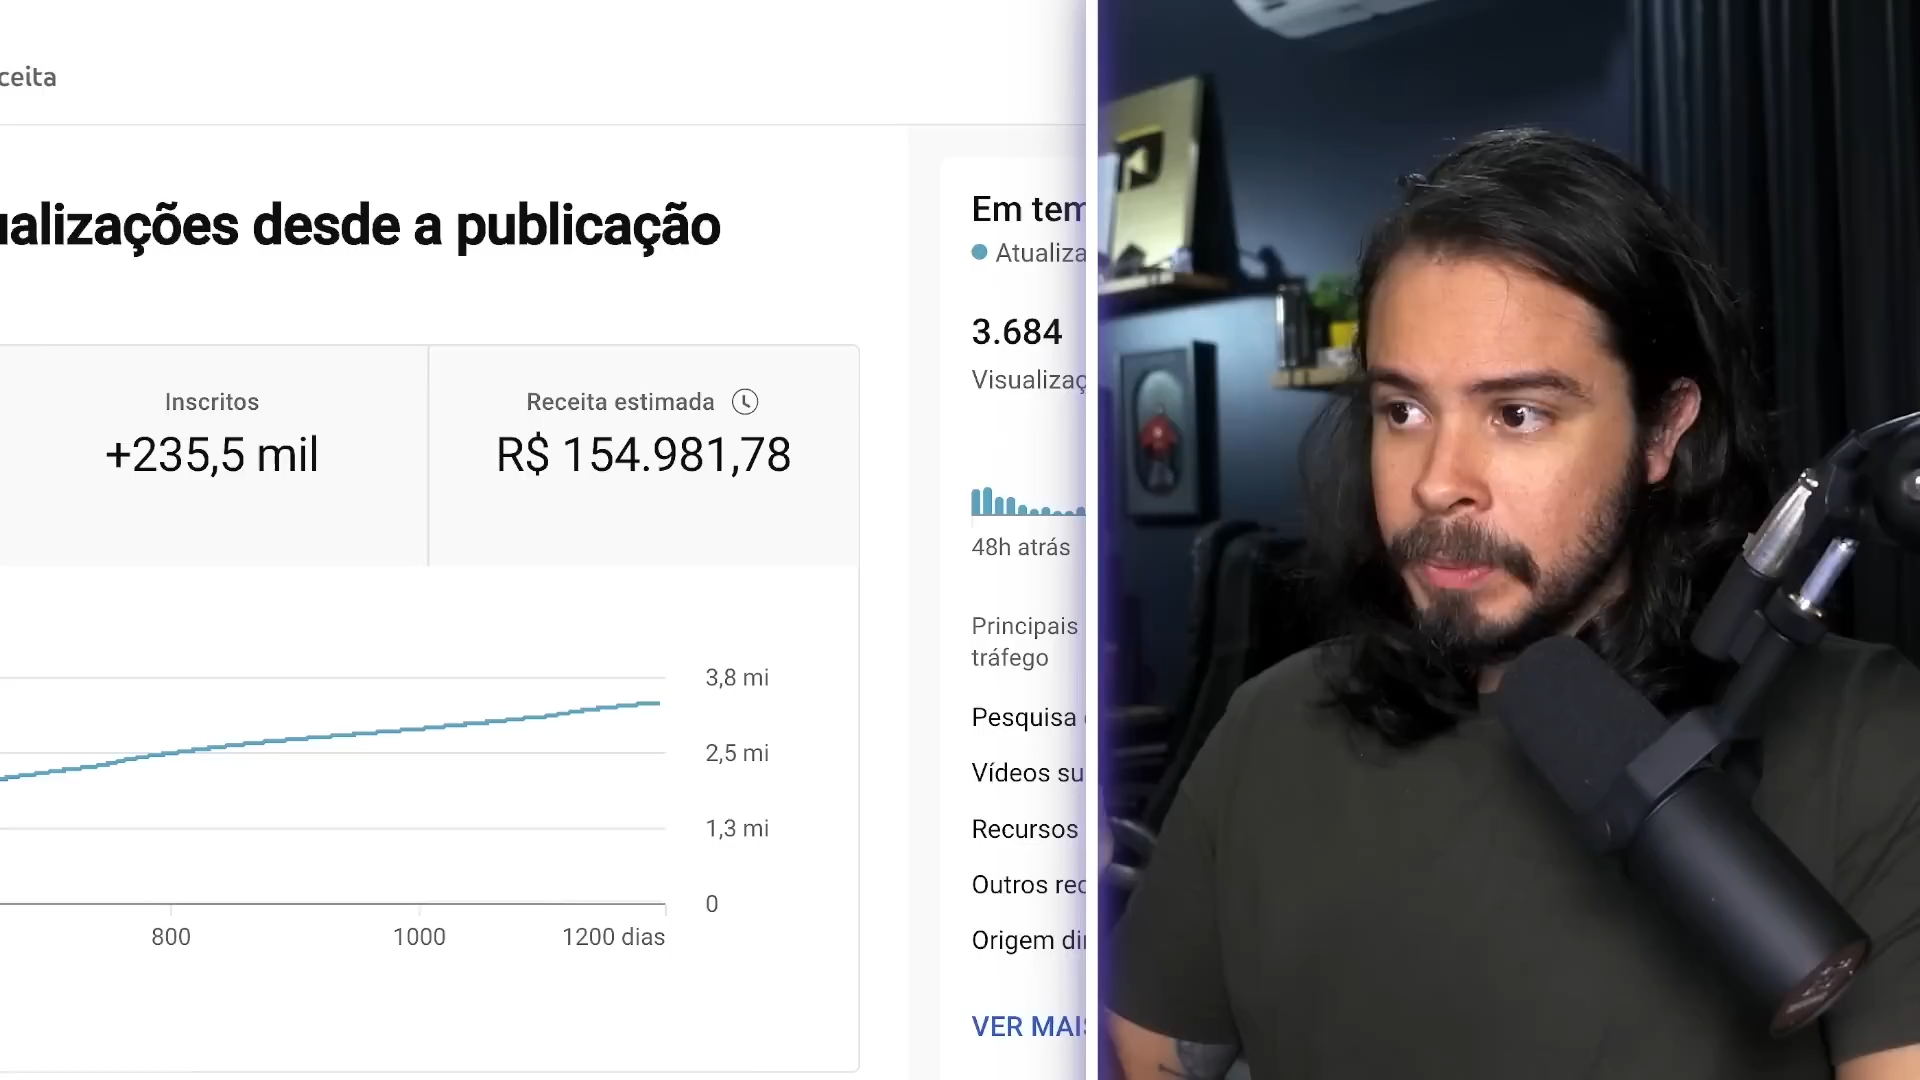 ceita
ualizações desde a publicação
Inscritos
+235,5 mil
Receita estimada
R$ 154.981,78
3,8 mi
2,5 mi
1,3 mi
0
800
1000
1200 dias
Em tem
Atualiza
3.684
Visualizaç
48h atrás
Principais
tráfego
Pesquisa
Vídeos su
Recursos
Outros rec
Origem di
VER MAIS